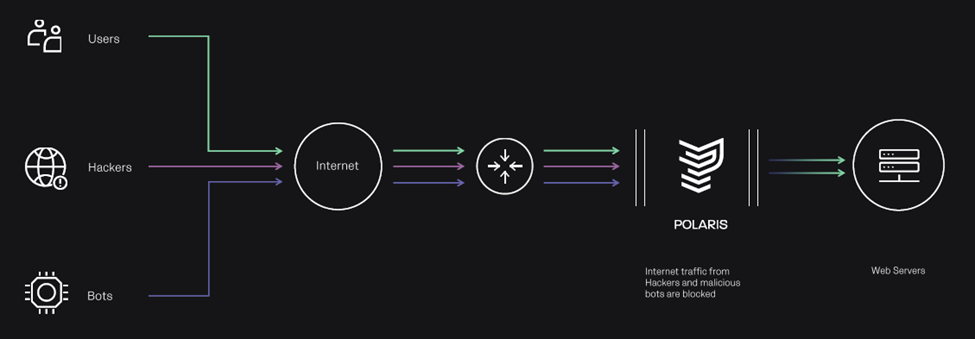 Users
Hackers
Bots
Internet
POLARIS
Internet traffic from
Hackers and malicious
bots are blocked
Web Servers